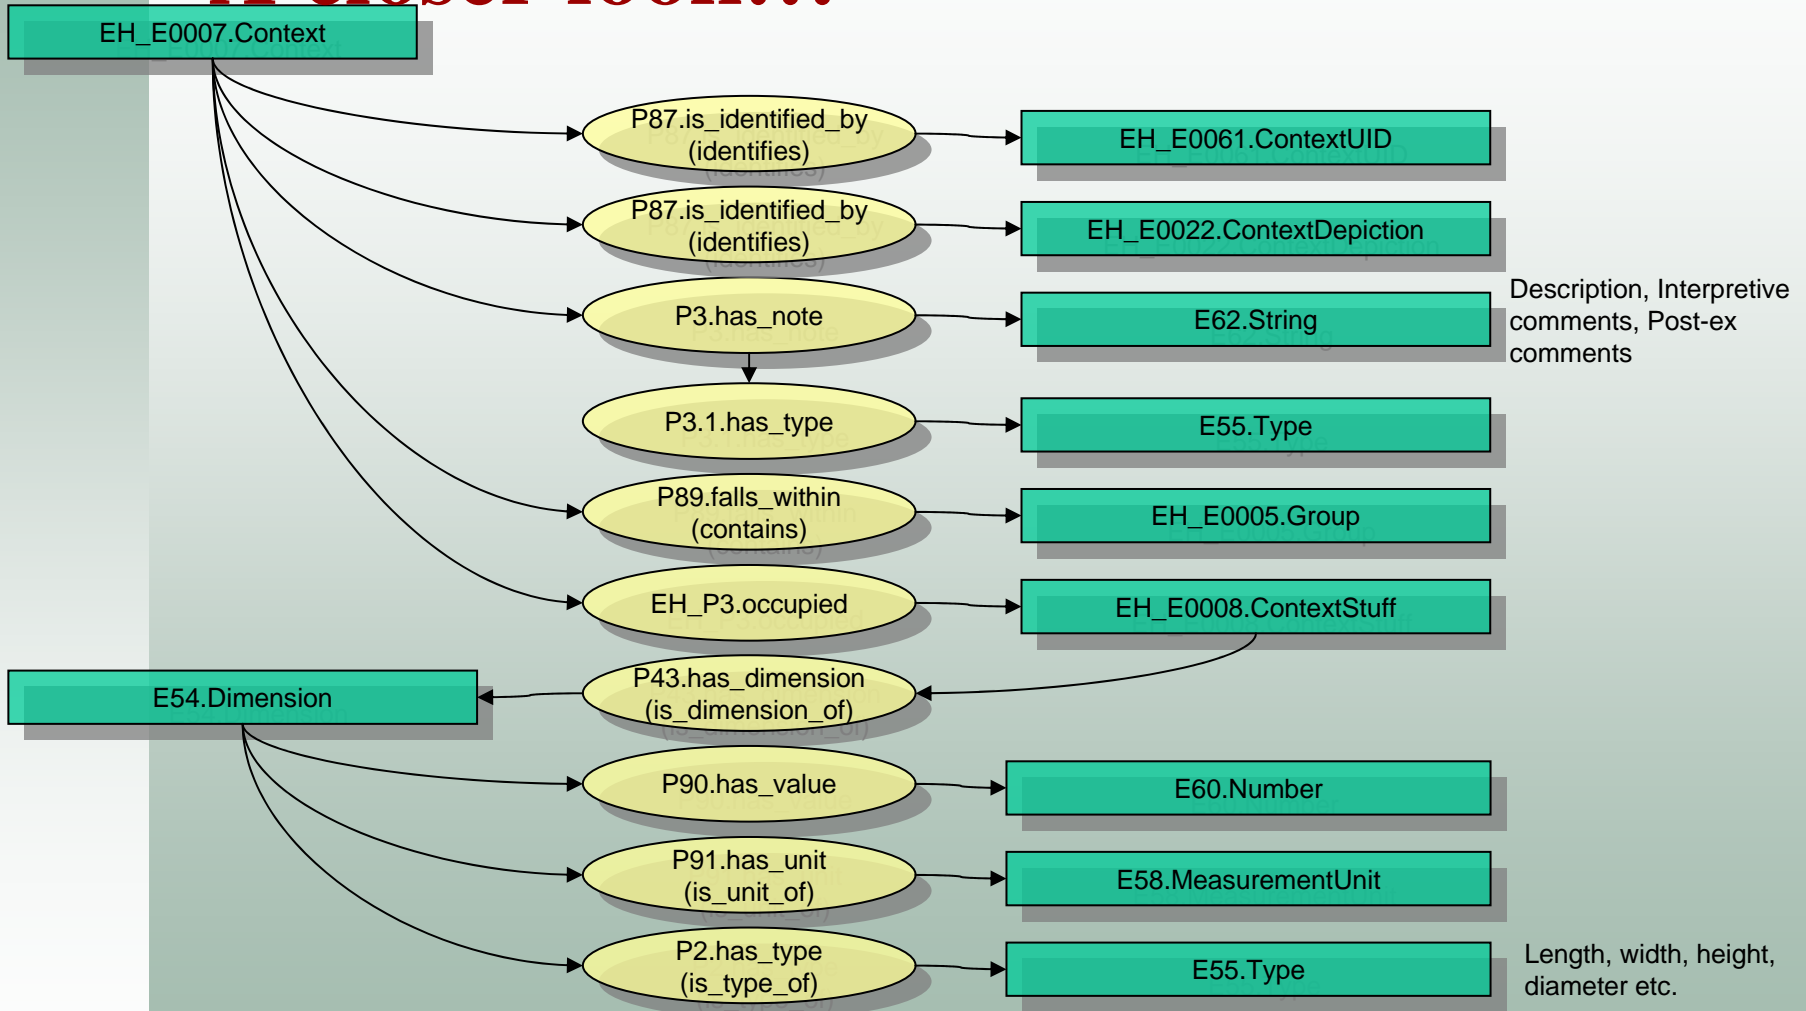 A closer look...
EH_E0007.Context
P87.is_identified_by
(identifies)
EH_E0061.ContextUID
P87.is_identified_by
(identifies)
EH_E0022.ContextDepiction
P3.has_note
E62.String
Description, Interpretive
comments, Post-ex
comments
P3.1.has_type
E55.Type
P89.falls_within
(contains)
EH_E0005.Group
EH_P3.occupied
EH_E0008.ContextStuff
E54.Dimension
P43.has_dimension
(is_dimension_of)
P90.has_value
E60.Number
P91.has_unit
(is_unit_of)
E58.MeasurementUnit
P2.has_type
(is_type_of)
E55.Type
Length, width, height,
diameter etc.